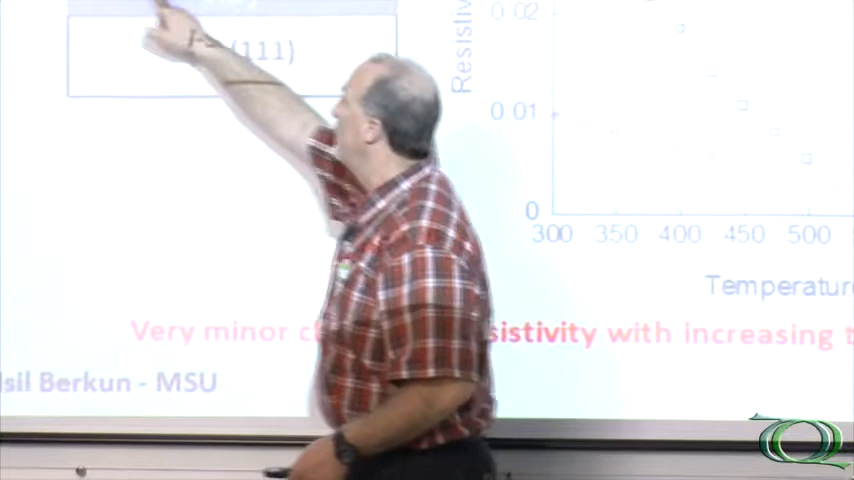 (111)
Resistiv
0.02
0.01
0
300 350 400 450 500
Temperature
Very minor c sistivity with increasing t
Isil Berkun - MSU